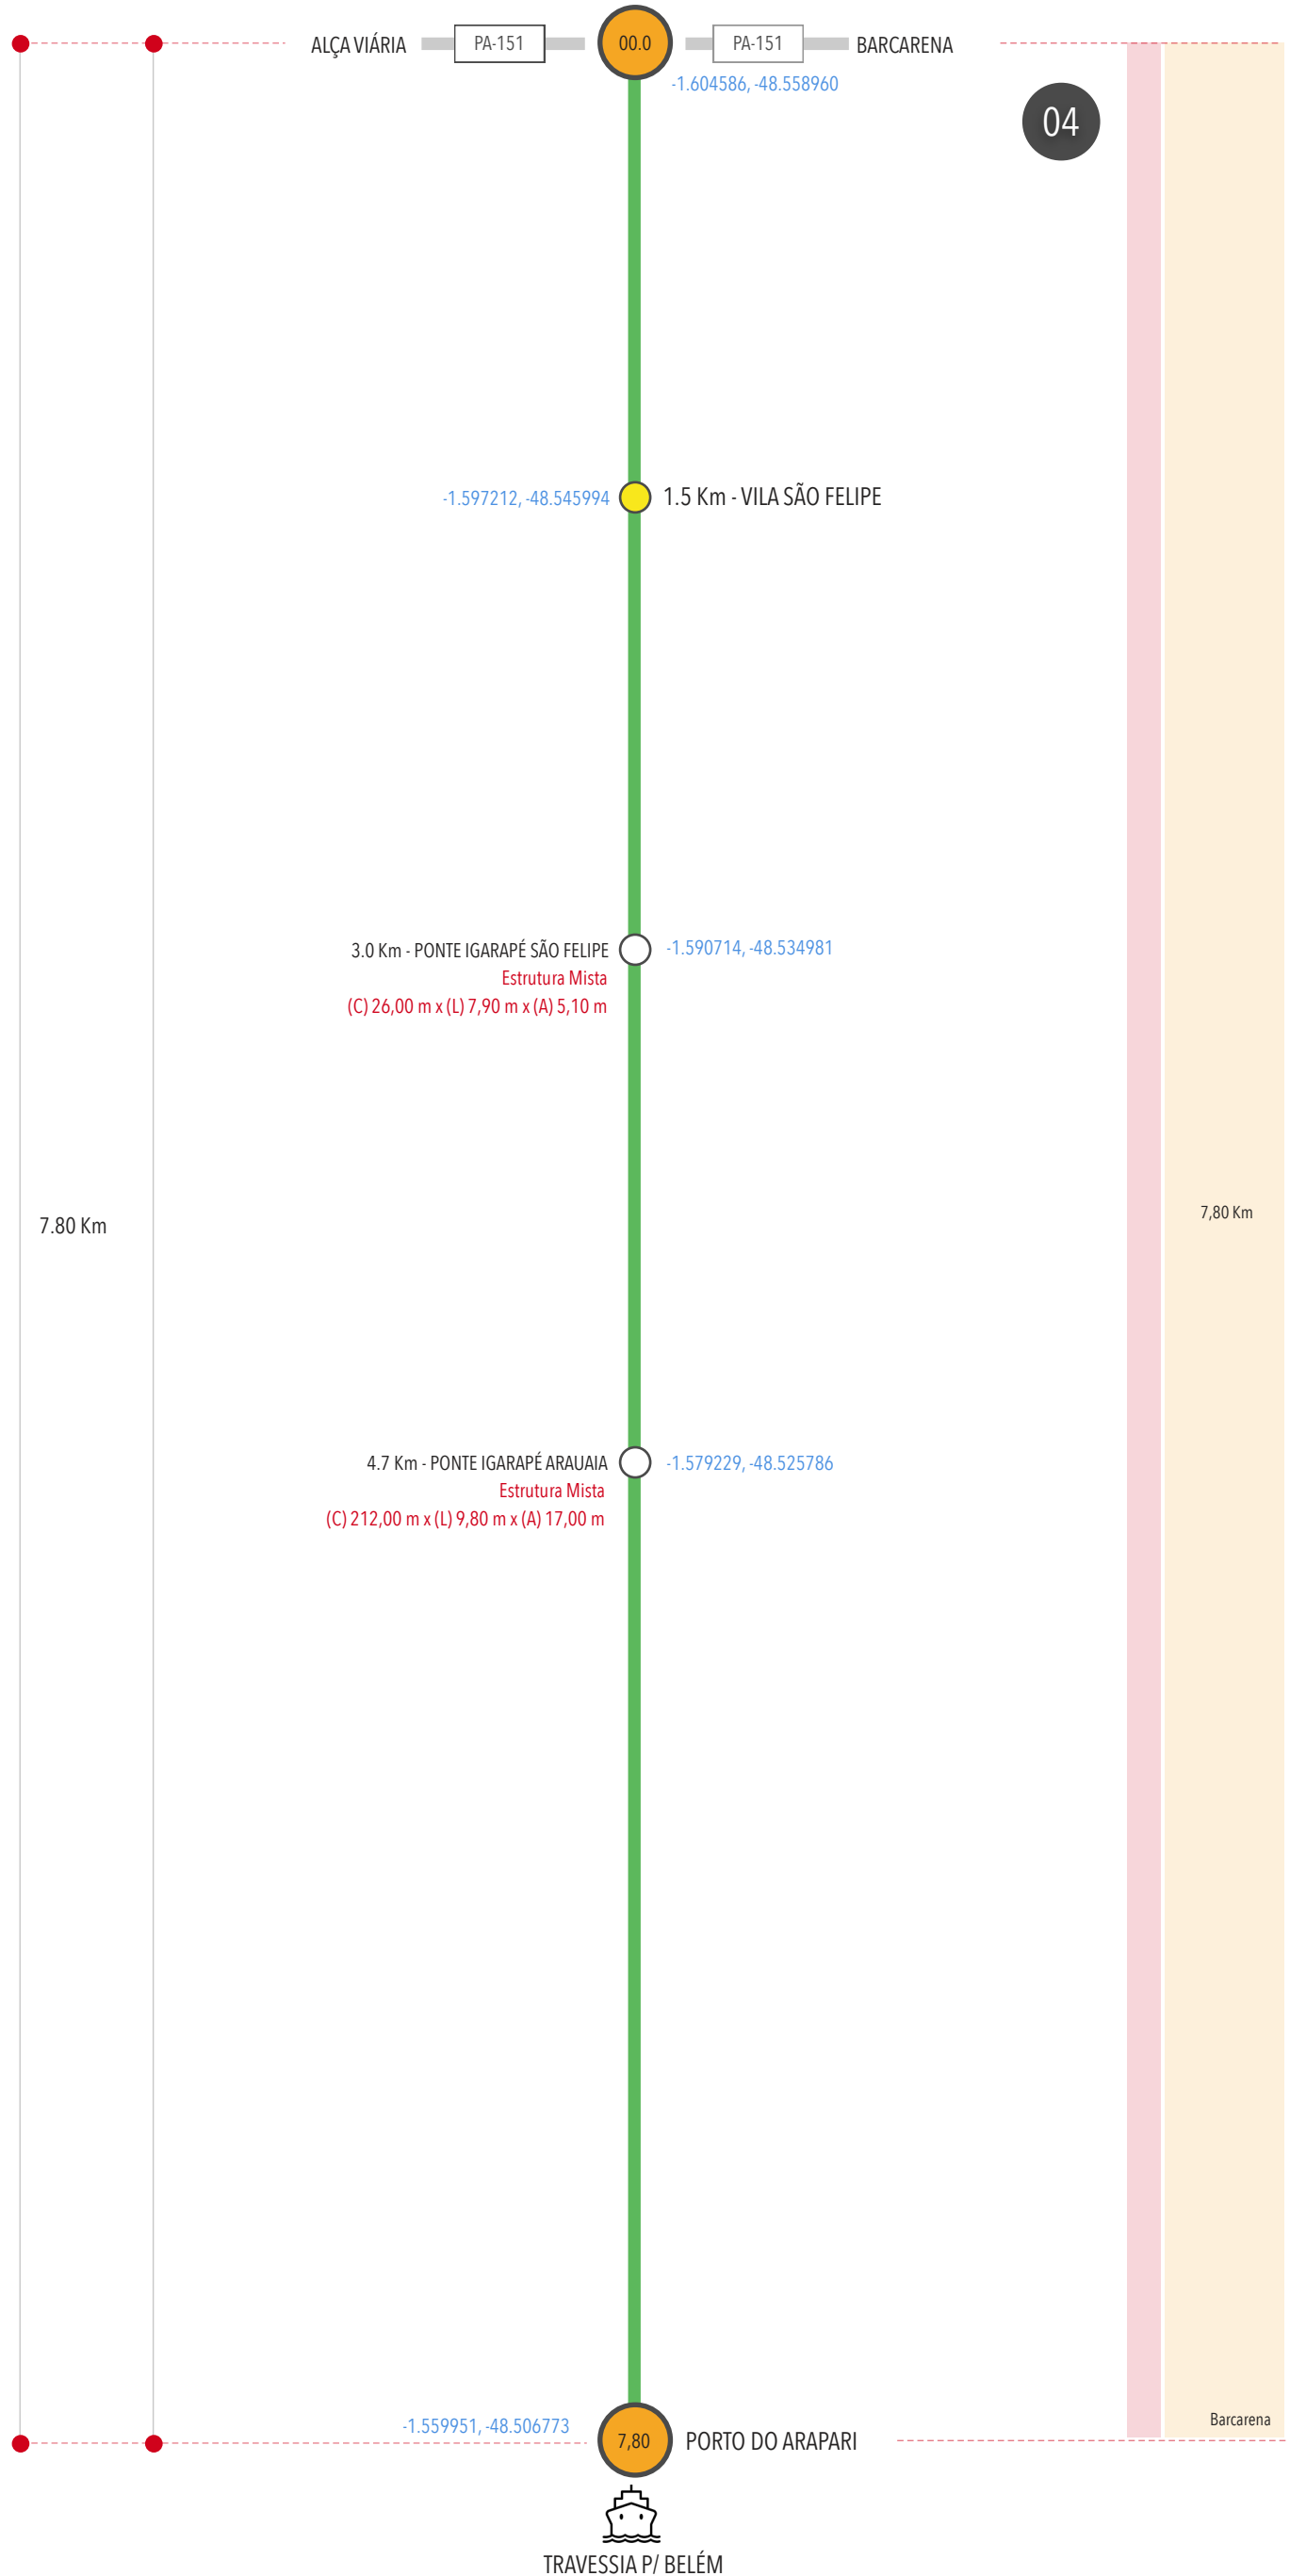 ALÇA VIÁRIA PA-151 00.0 PA-151 BARCARENA
-1.604586, -48.558960
04
-1.597212, -48.545994 1.5 Km - VILA SÃO FELIPE
3.0 Km - PONTE IGARAPÉ SÃO FELIPE -1.590714, -48.534981
Estrutura Mista
(C) 26,00 m x (L) 7,90 m x (A) 5,10 m
7.80 Km 7,80 Km
4.7 Km - PONTE IGARAPÉ ARAUAIA -1.579229, -48.525786
Estrutura Mista
(C) 212,00 m x (L) 9,80 m x (A) 17,00 m
Barcarena
-1.559951, -48.506773
7,80 PORTO DO ARAPARI
TRAVESSIA P/ BELÉM